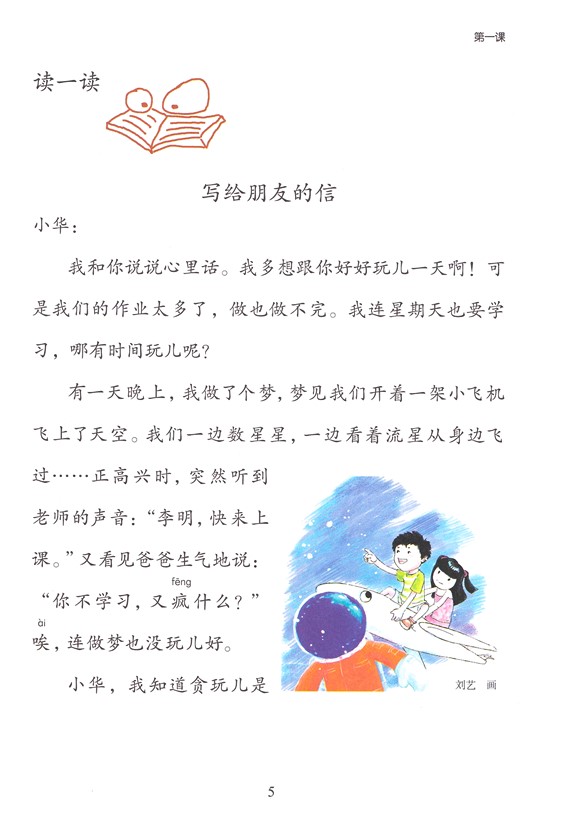 第一课
读一读
写给朋友的信
小华：
我和你说说心里话。我多想跟你好好玩儿一天啊！可
是我们的作业太多了，做也做不完。我连星期天也要学
习，哪有时间玩儿呢？
有一天晚上，我做了个梦，梦见我们开着一架小飞机
飞上了天空。我们一边数星星，一边看着流星从身边飞
过……正高兴时，突然听到
老师的声音：“李明，快来上
课。”又看见爸爸生气地说：
fēng
“你不学习，又疯什么？”
ài
唉，连做梦也没玩儿好。
小华，我知道贪玩儿是
刘艺 画
5